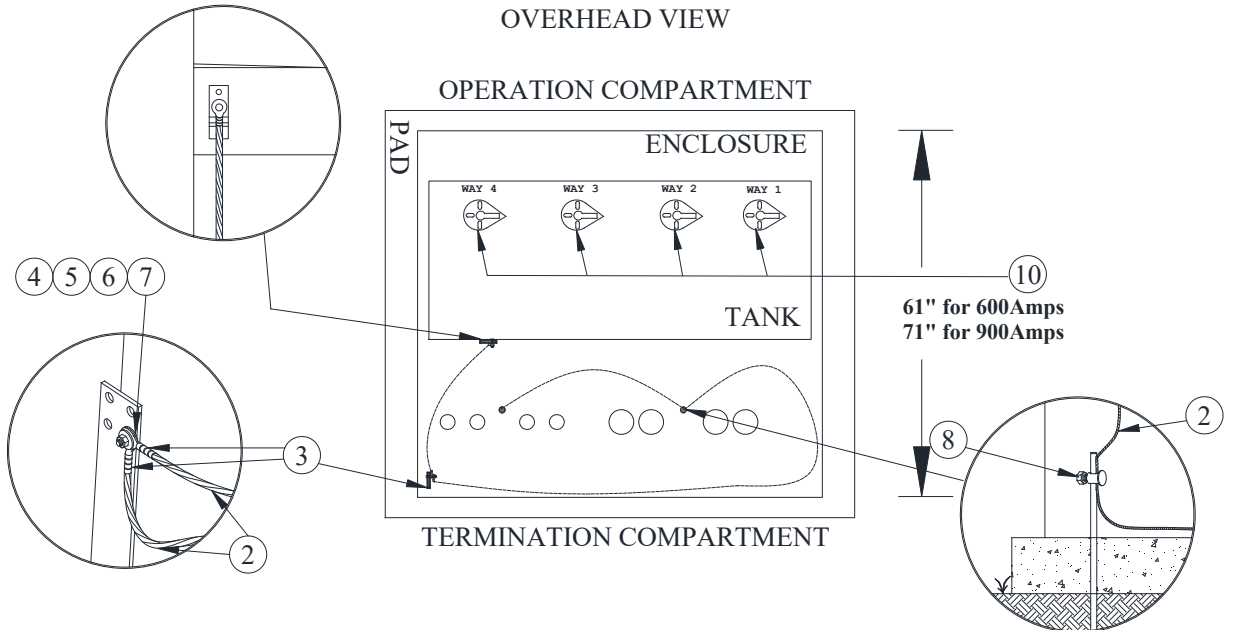 OVERHEAD VIEW
OPERATION COMPARTMENT
PAD
ENCLOSURE
WAY 4 WAY 3 WAY 2 WAY 1
10
4 5 6 7
61" for 600Amps
71" for 900Amps
TANK
2
8
3
2
TERMINATION COMPARTMENT